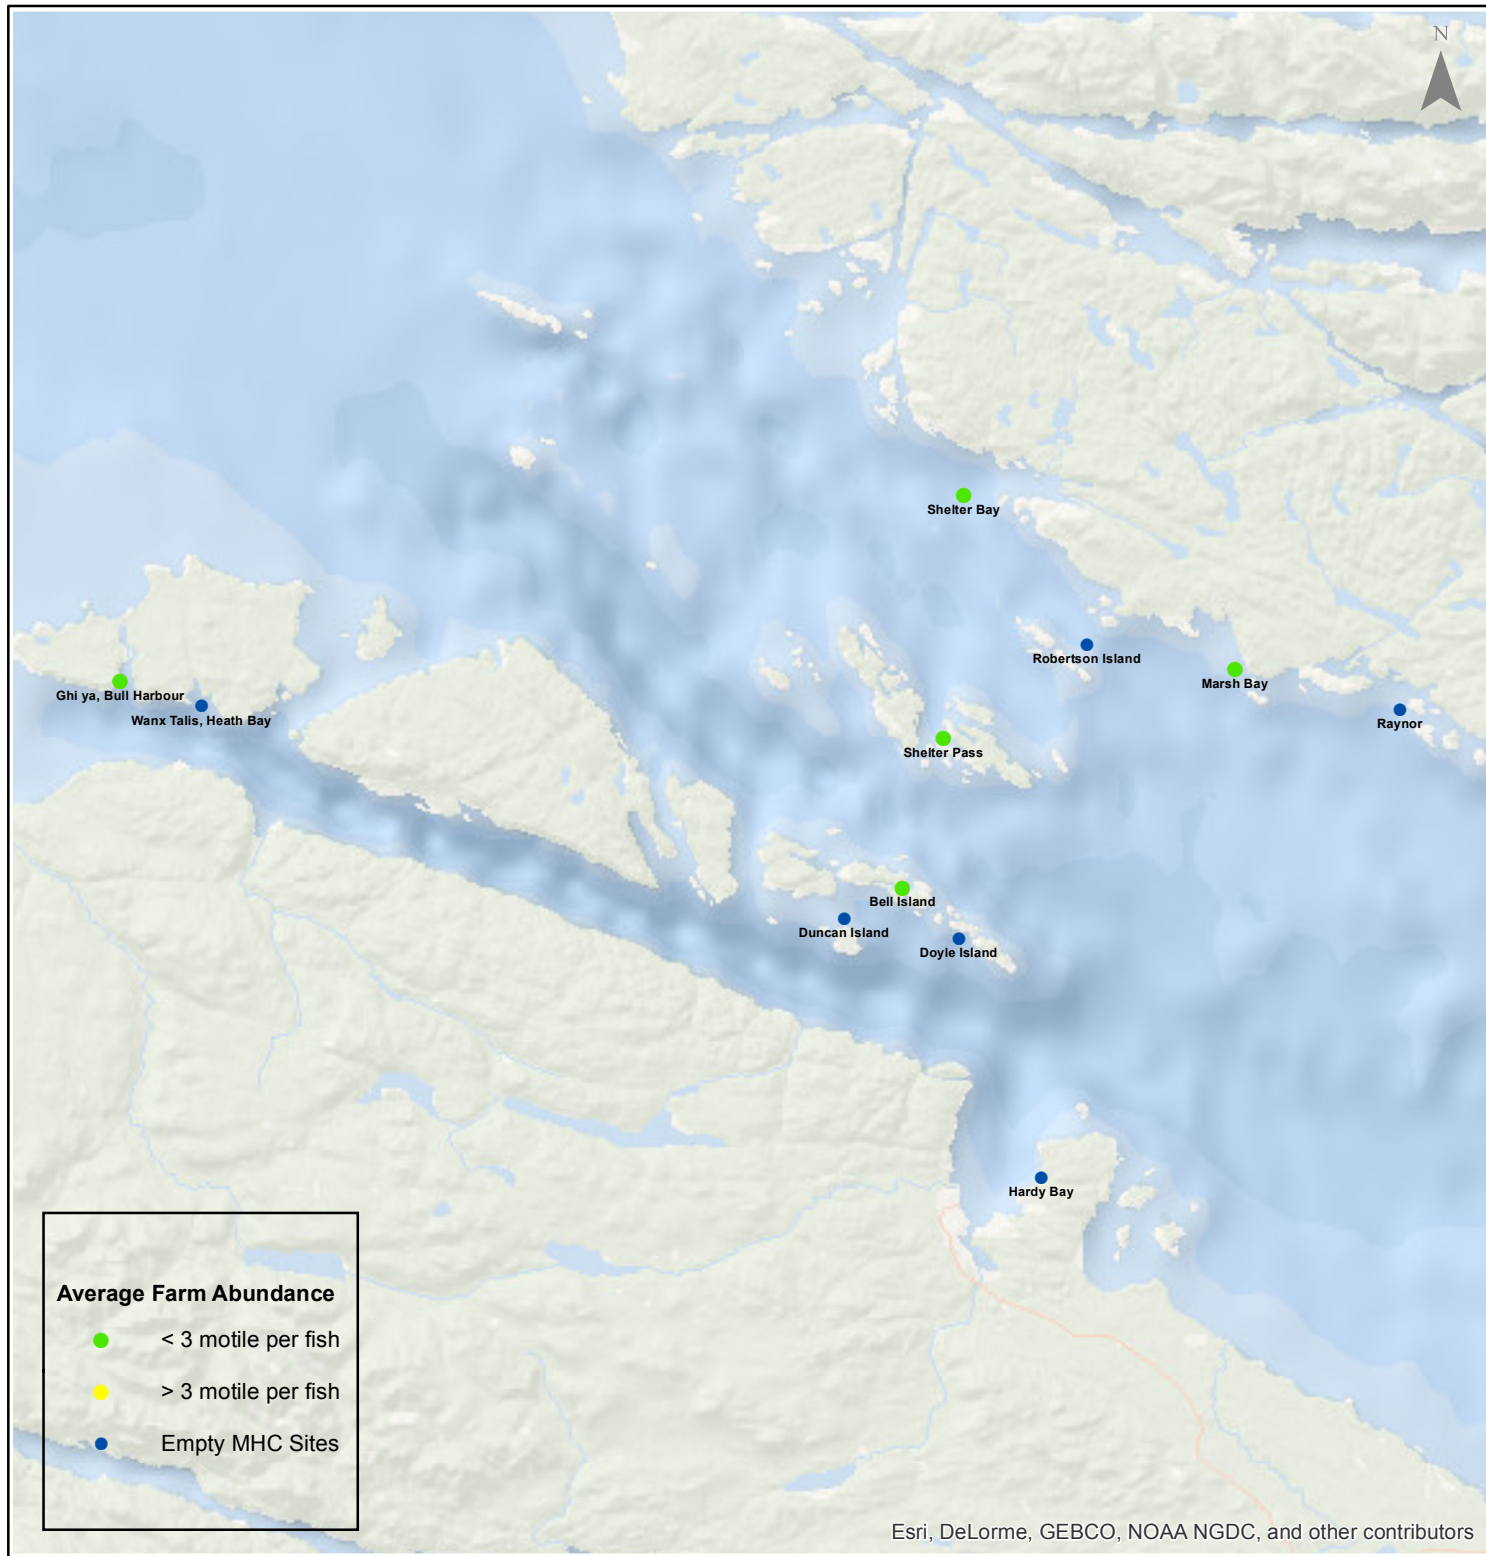 N
Shelter Bay
Robertson Island
Marsh Bay
Ghi ya, Bull Harbour
Wanx Talis, Heath Bay
Raynor
Shelter Pass
Bell Island
Duncan Island
Doyle Island
Hardy Bay
Average Farm Abundance
< 3 motile per fish
> 3 motile per fish
Empty MHC Sites
Esri, DeLorme, GEBCO, NOAA NGDC, and other contributors